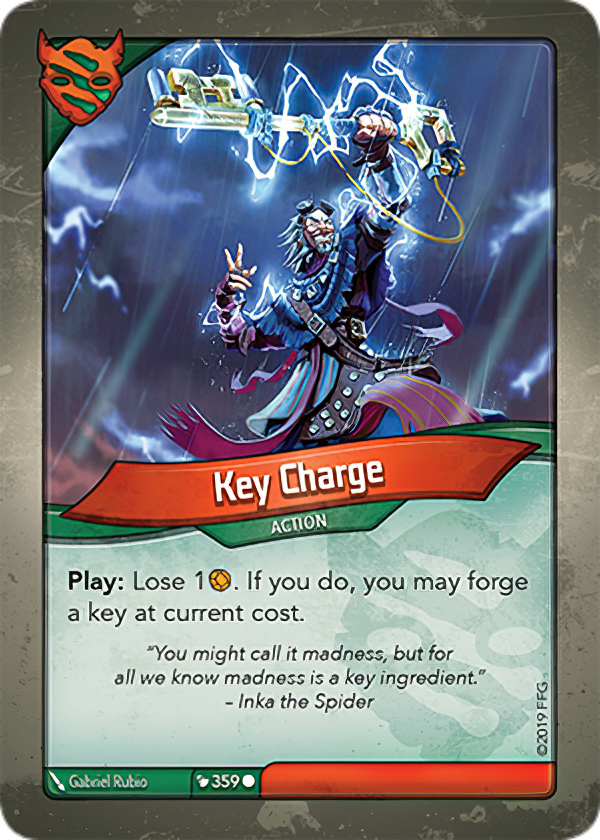 Key Charge
ACTION
Play: Lose 1. If you do, you may forge
a key at current cost.
"You might call it madness, but for
all we know madness is a key ingredient."
– Inka the Spider
©2019 FFG
Gabriel Rubio
359